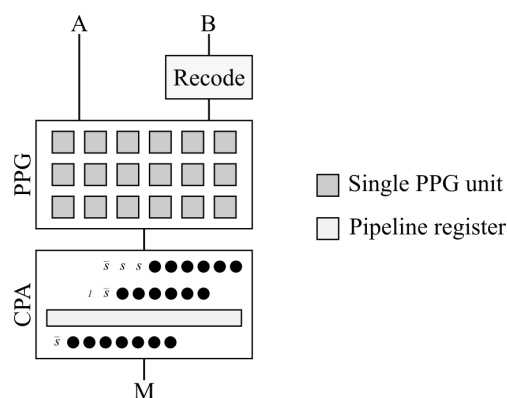 A B
Recode
PPG
Single PPG unit
Pipeline register
CPA
s̅ s s
1 s̅
s̅
M